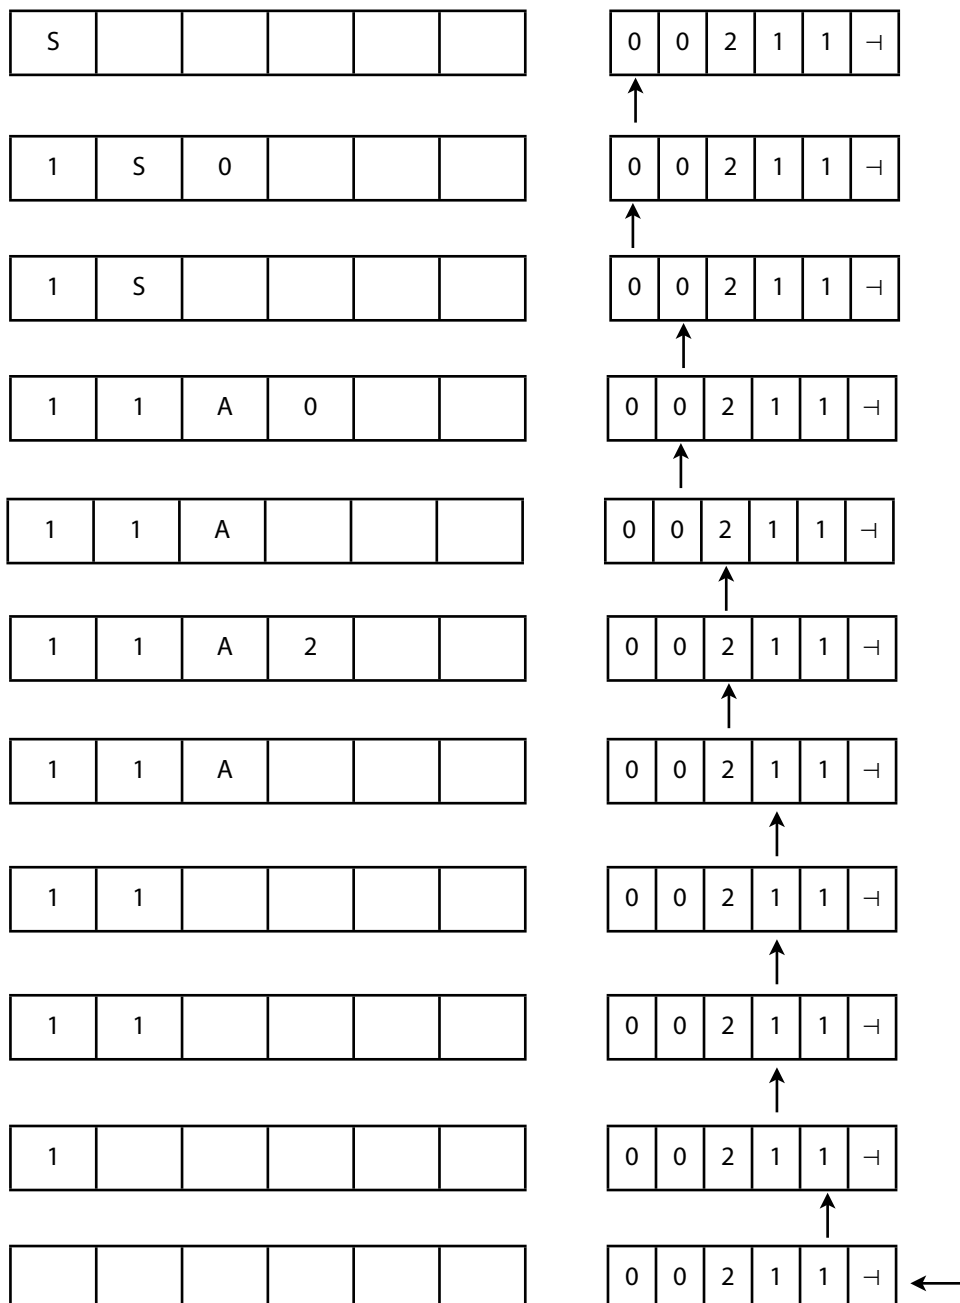 S 0 0 2 1 1 ⊣
1 S 0 0 0 2 1 1 ⊣
1 S 0 0 2 1 1 ⊣
1 1 A 0 0 0 2 1 1 ⊣
1 1 A 0 0 2 1 1 ⊣
1 1 A 2 0 0 2 1 1 ⊣
1 1 A 0 0 2 1 1 ⊣
1 1 0 0 2 1 1 ⊣
1 1 0 0 2 1 1 ⊣
1 0 0 2 1 1 ⊣
0 0 2 1 1 ⊣